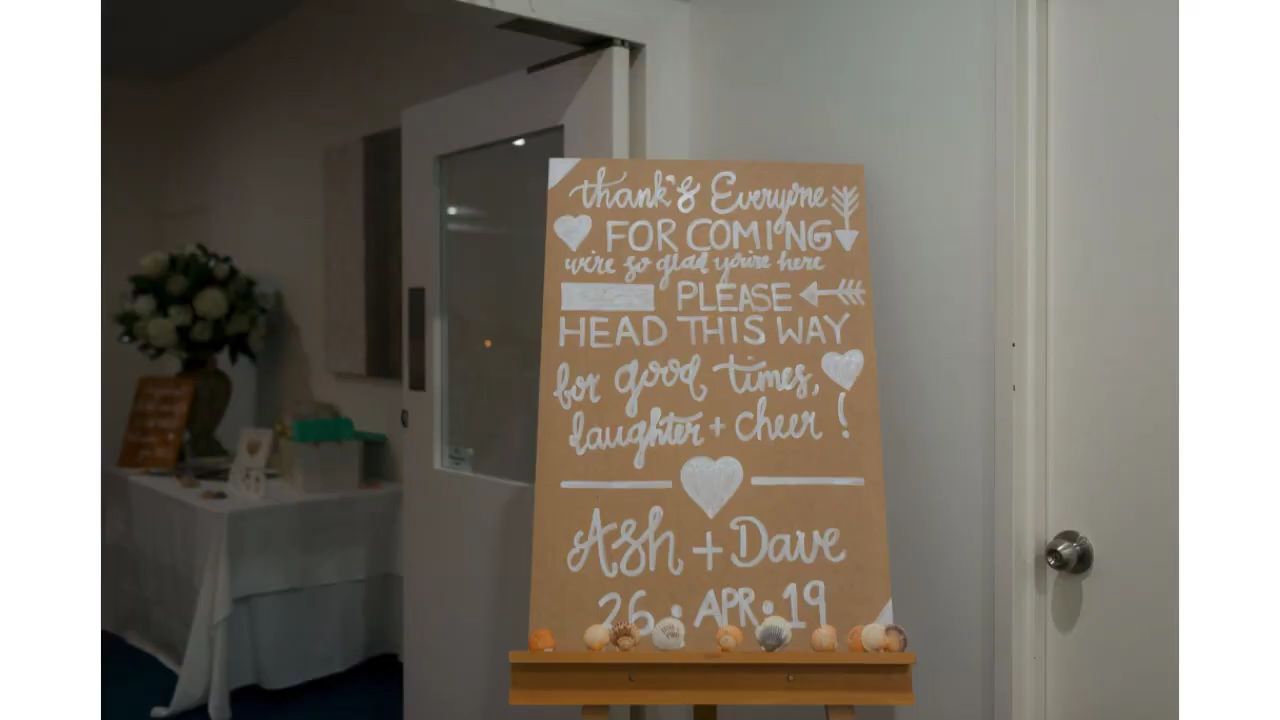 thank's Everyone
FOR COMING
we're so glad you're here
PLEASE
HEAD THIS WAY
for good times,
laughter + cheer !
Ash + Dave
26 • APR • 19